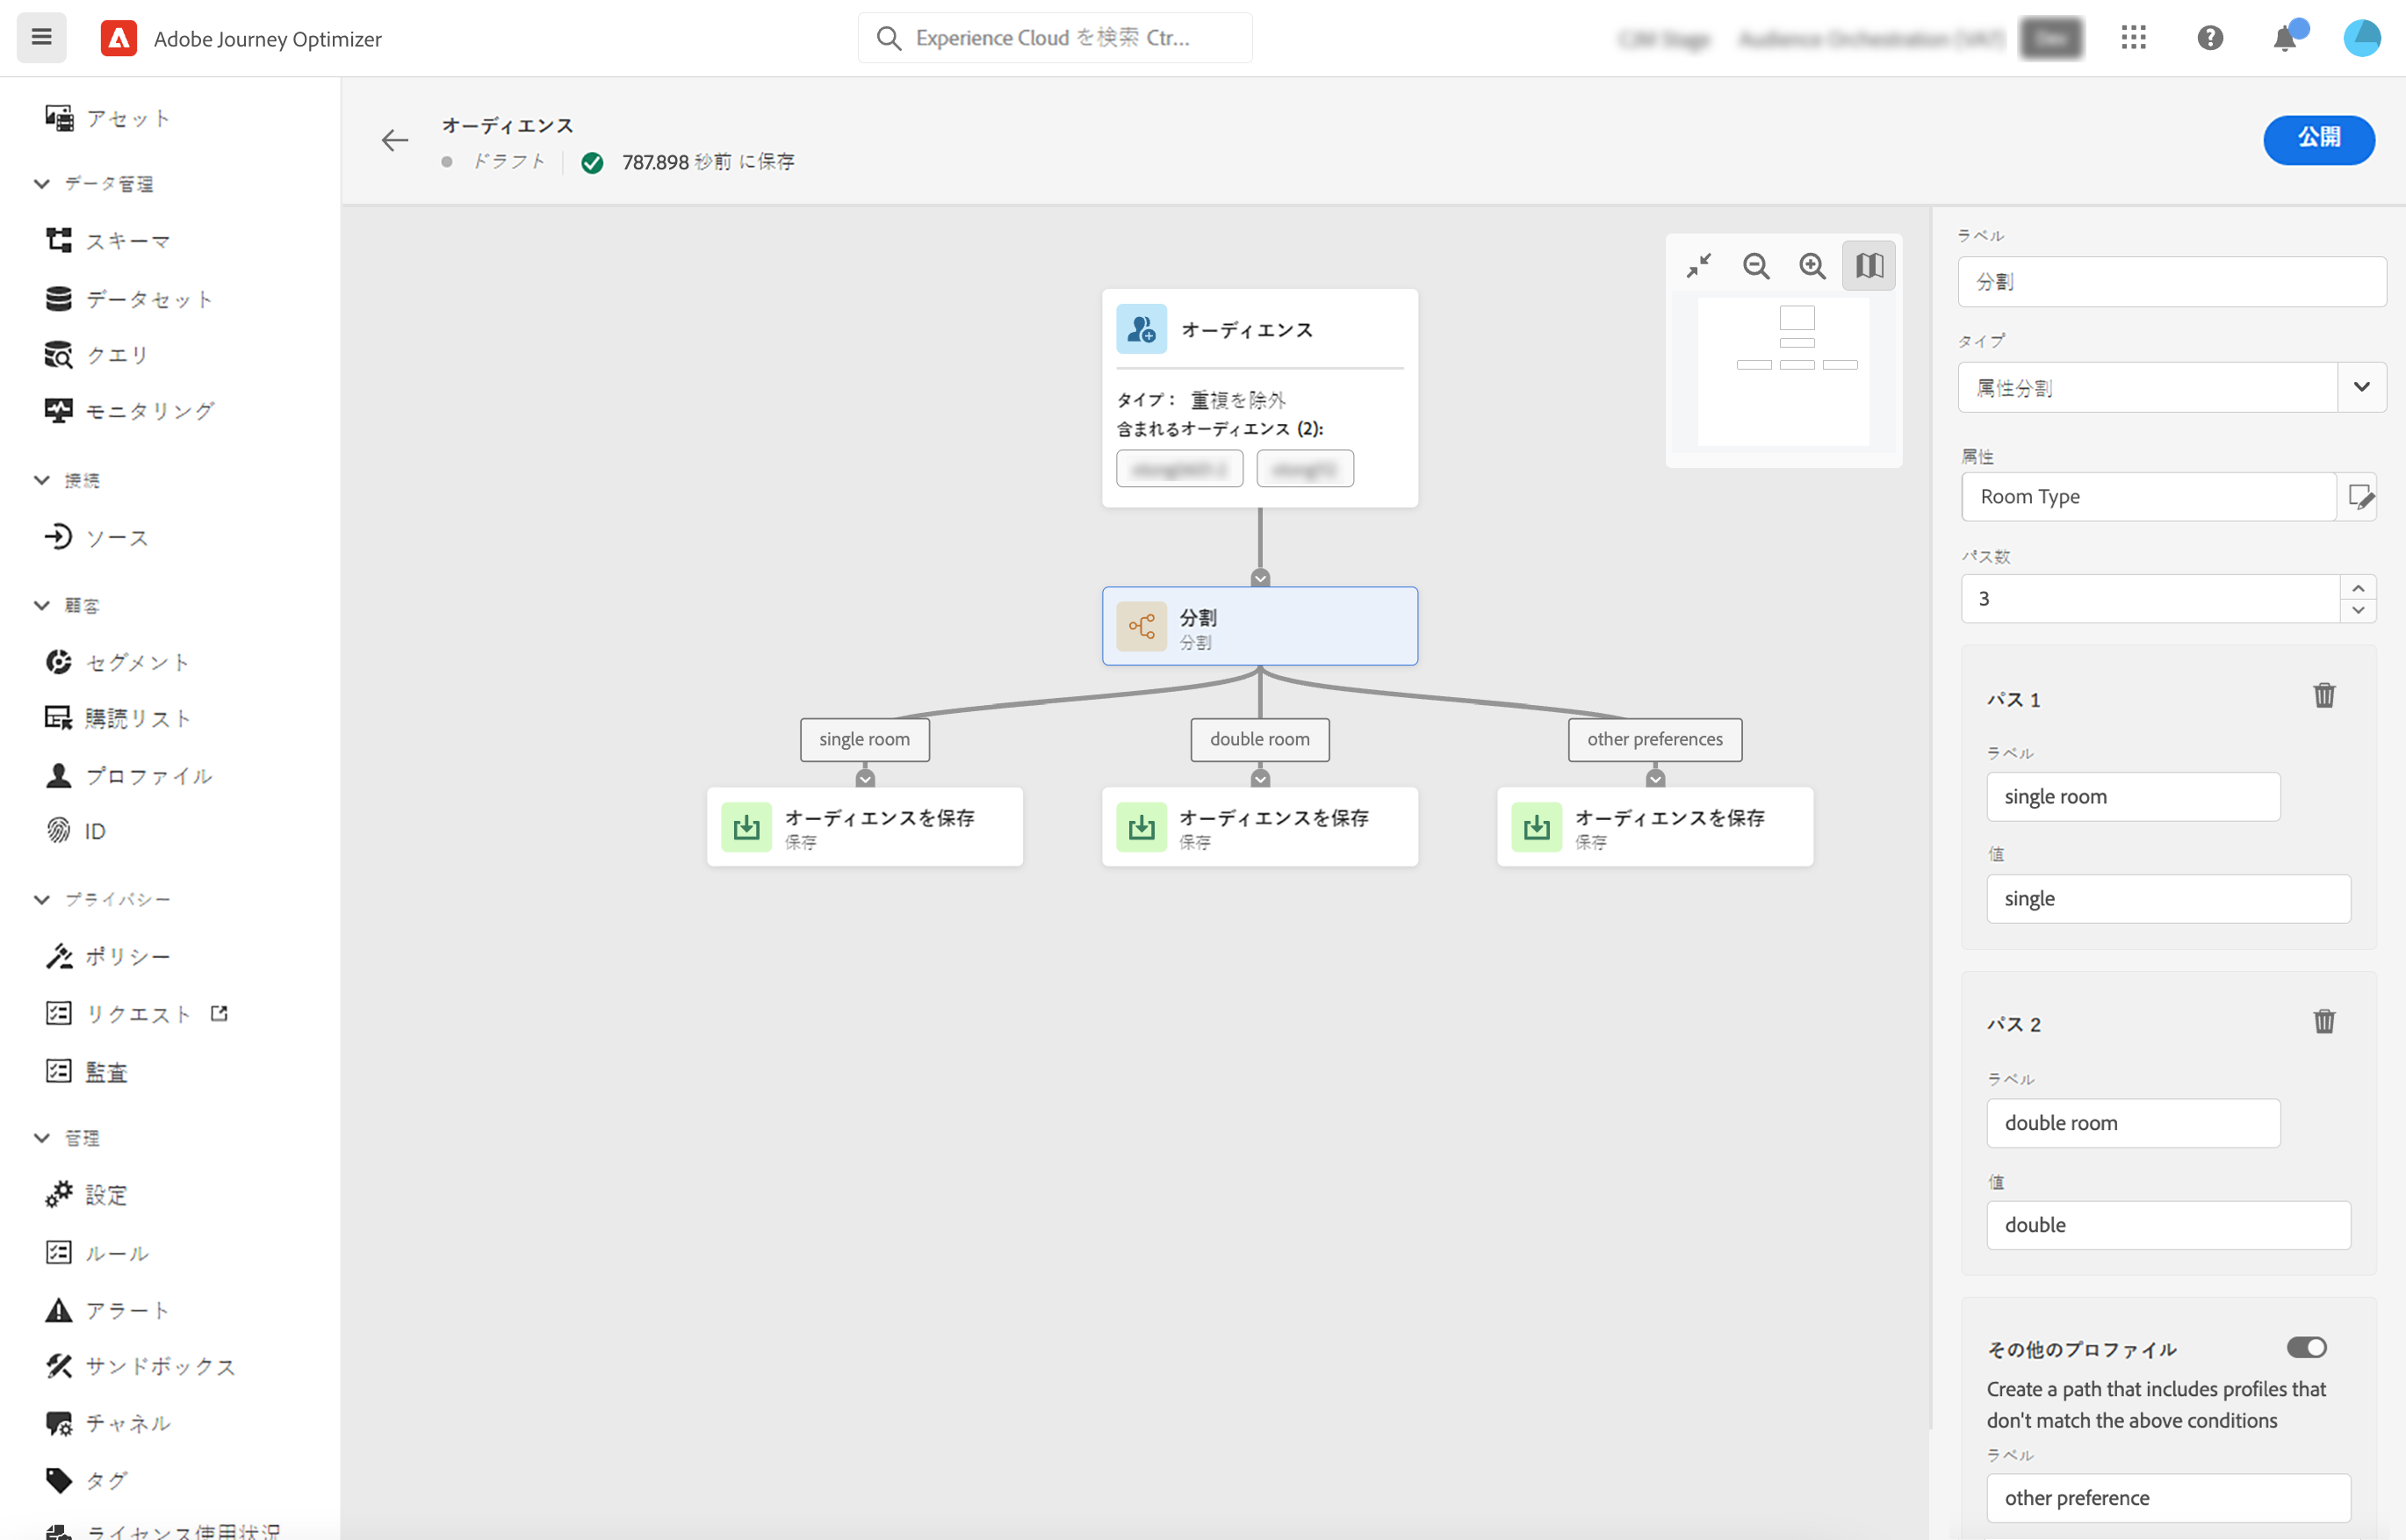 Adobe Journey Optimizer
Experience Cloud を検索 Ctr...
アセット
データ管理
スキーマ
データセット
クエリ
モニタリング
接続
ソース
顧客
セグメント
購読リスト
プロファイル
ID
プライバシー
ポリシー
リクエスト
監査
管理
設定
ルール
アラート
サンドボックス
チャネル
タグ
ライセンス使用状況
オーディエンス
ドラフト
787.898 秒前 に保存
公開
オーディエンス
タイプ： 重複を除外
含まれるオーディエンス (2):
分割
分割
single room
double room
other preferences
オーディエンスを保存
保存
オーディエンスを保存
保存
オーディエンスを保存
保存
ラベル
分割
タイプ
属性分割
属性
Room Type
パス数
3
パス 1
ラベル
single room
値
single
パス 2
ラベル
double room
値
double
その他のプロファイル
Create a path that includes profiles that
don't match the above conditions
ラベル
other preference